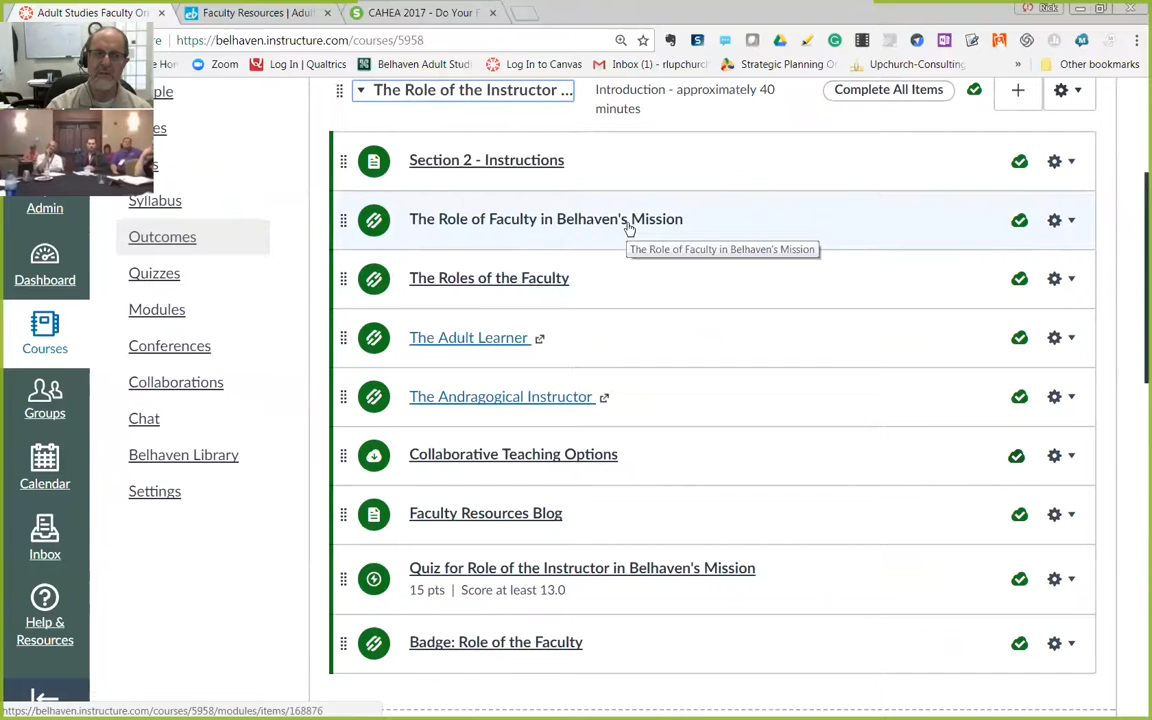 Adult Studies Faculty On
Faculty Resources | Adul
CAHEA 2017 - Do Your F
Rick
https://belhaven.instructure.com/courses/5958
Zoom
Log In | Qualtrics
Belhaven Adult Studi
Log In to Canvas
Inbox (1) - rlupchurch
Strategic Planning O
Upchurch-Consulting
» Other bookmarks
The Role of the Instructor ...
Introduction - approximately 40
minutes
Complete All Items
Syllabus
Outcomes
Quizzes
Modules
Conferences
Collaborations
Chat
Belhaven Library
Settings
Admin
Dashboard
Courses
Groups
Calendar
Inbox
Help &
Resources
Section 2 - Instructions
The Role of Faculty in Belhaven's Mission
The Role of Faculty in Belhaven's Mission
The Roles of the Faculty
The Adult Learner
The Andragogical Instructor
Collaborative Teaching Options
Faculty Resources Blog
Quiz for Role of the Instructor in Belhaven's Mission
15 pts | Score at least 13.0
Badge: Role of the Faculty
https://belhaven.instructure.com/courses/5958/modules/items/168876